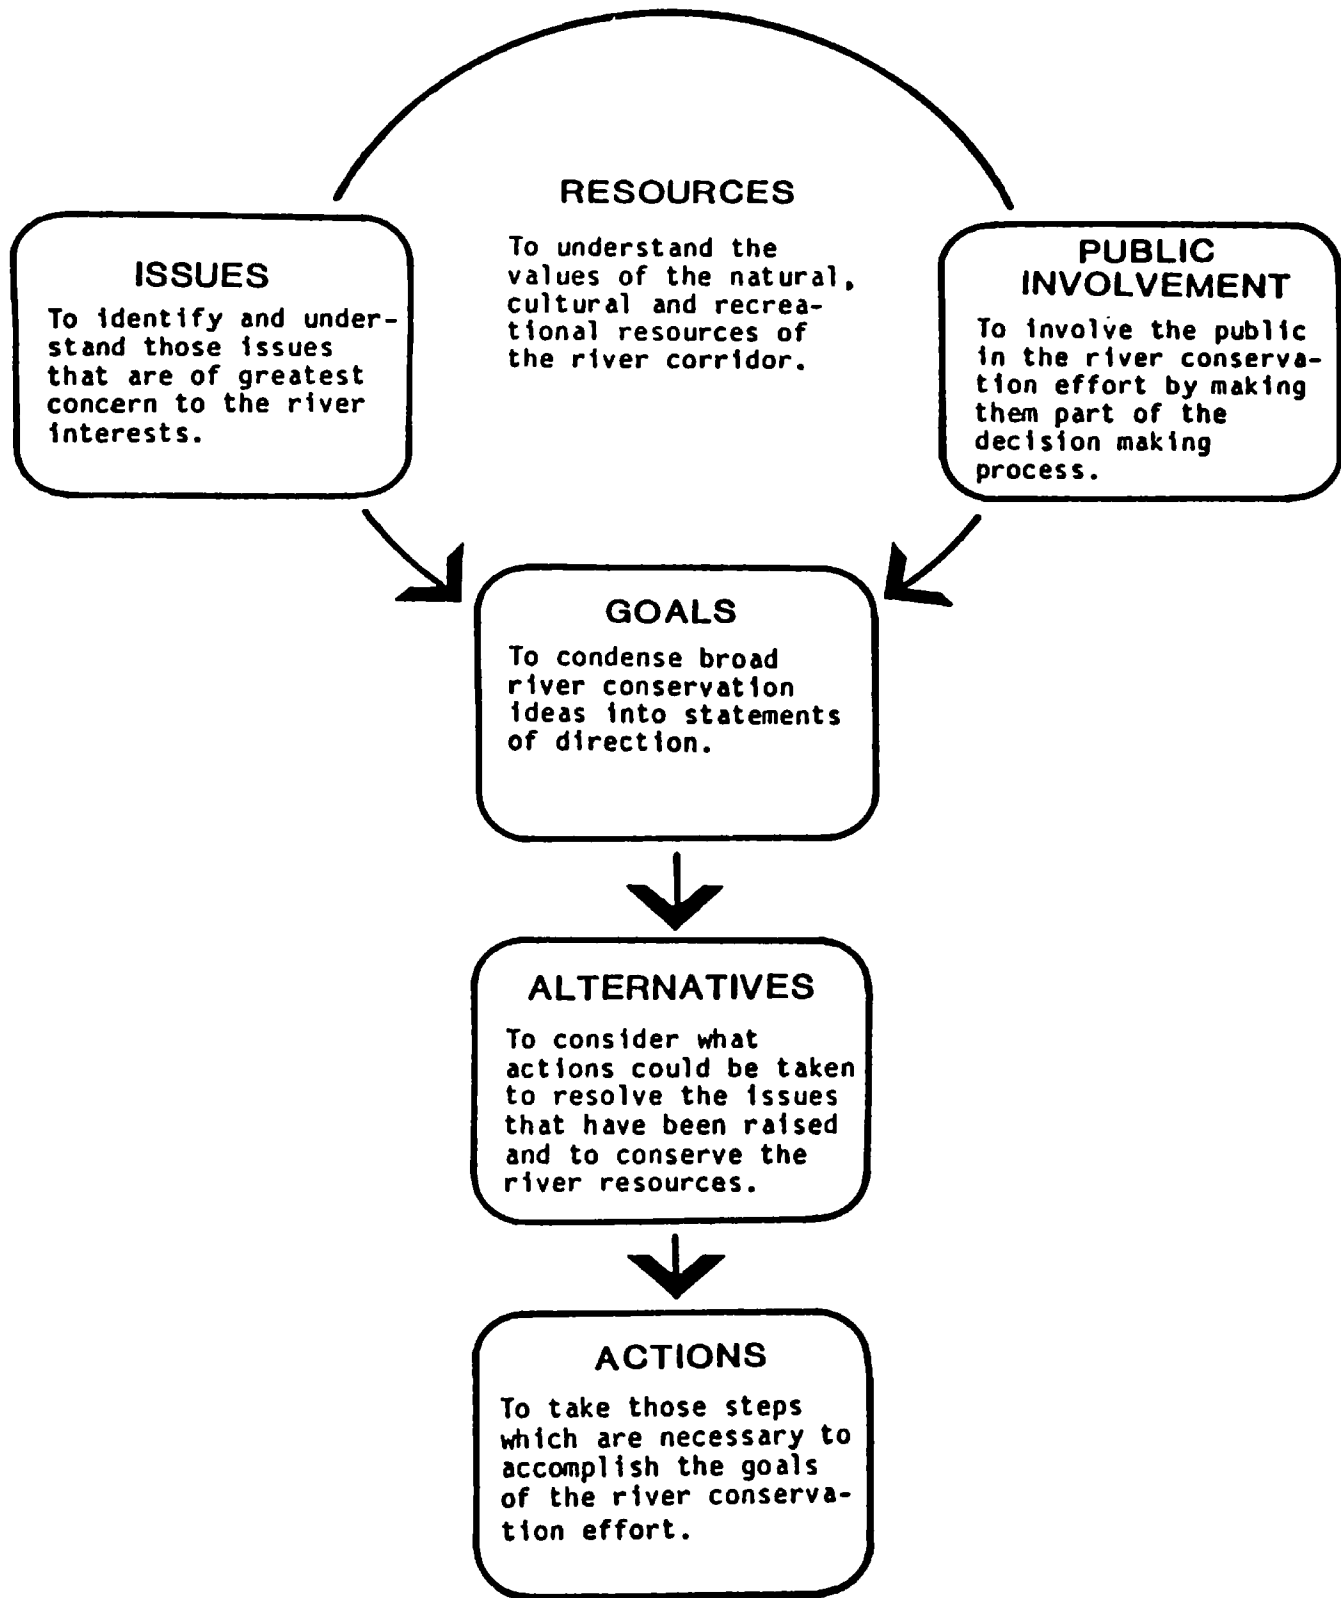 RESOURCES
To understand the
values of the natural,
cultural and recrea-
tional resources of
the river corridor.
ISSUES
To identify and under-
stand those issues
that are of greatest
concern to the river
interests.
PUBLIC
INVOLVEMENT
To involve the public
in the river conserva-
tion effort by making
them part of the
decision making
process.
GOALS
To condense broad
river conservation
ideas into statements
of direction.
ALTERNATIVES
To consider what
actions could be taken
to resolve the issues
that have been raised
and to conserve the
river resources.
ACTIONS
To take those steps
which are necessary to
accomplish the goals
of the river conserva-
tion effort.